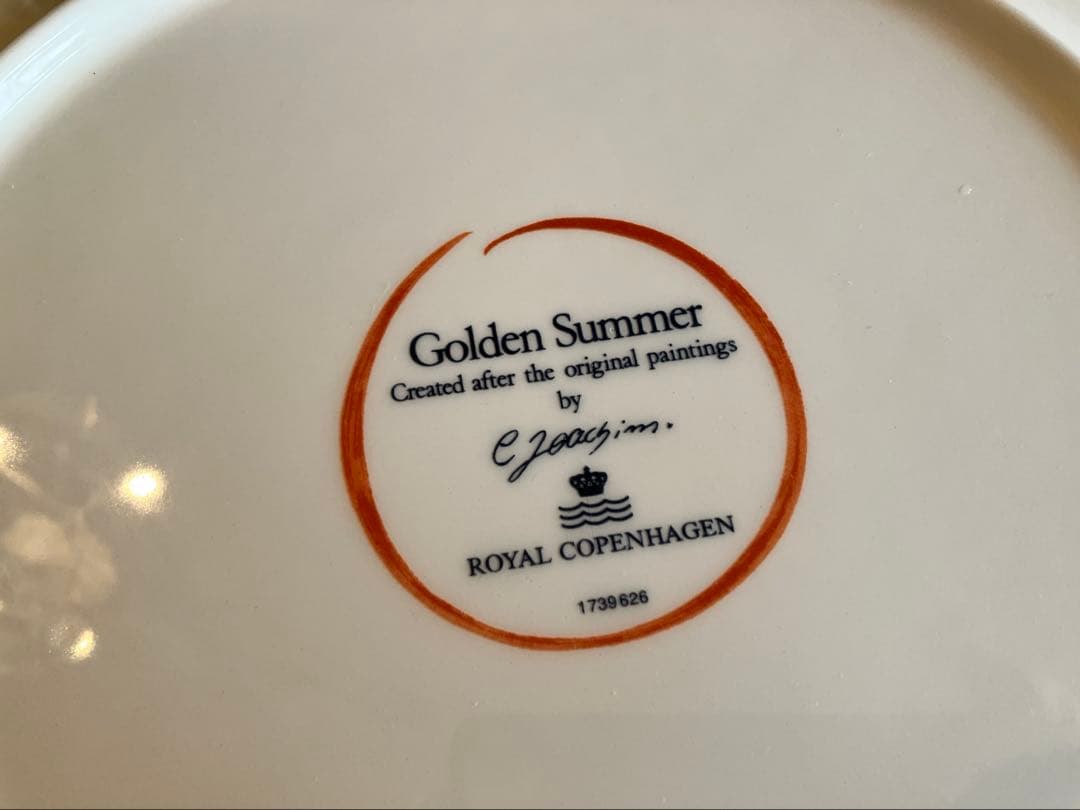 Golden Summer
Created after the original paintings
by
C Joachim.
ROYAL COPENHAGEN
1739626